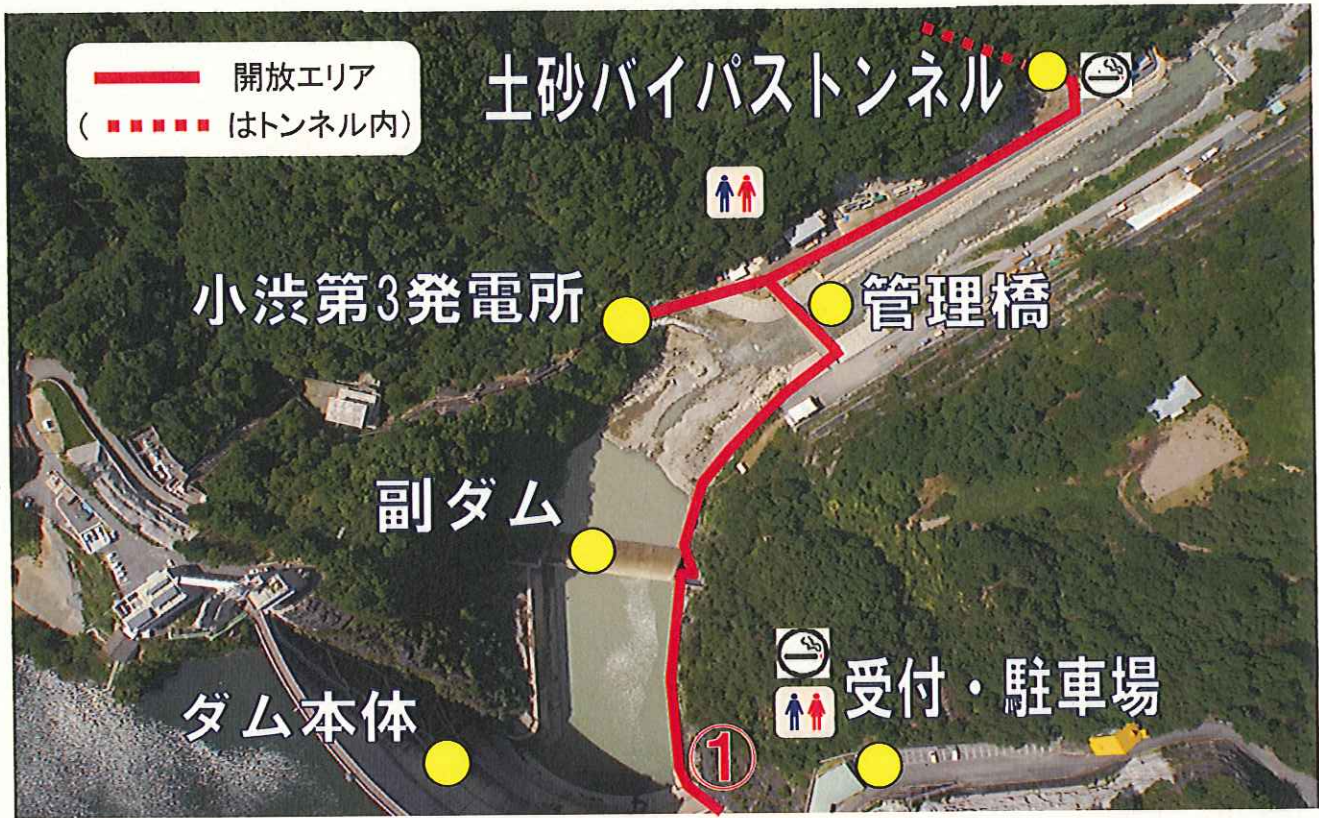 開放エリア
( はトンネル内)
土砂バイパストンネル
小渋第3発電所
管理橋
副ダム
受付・駐車場
ダム本体
①